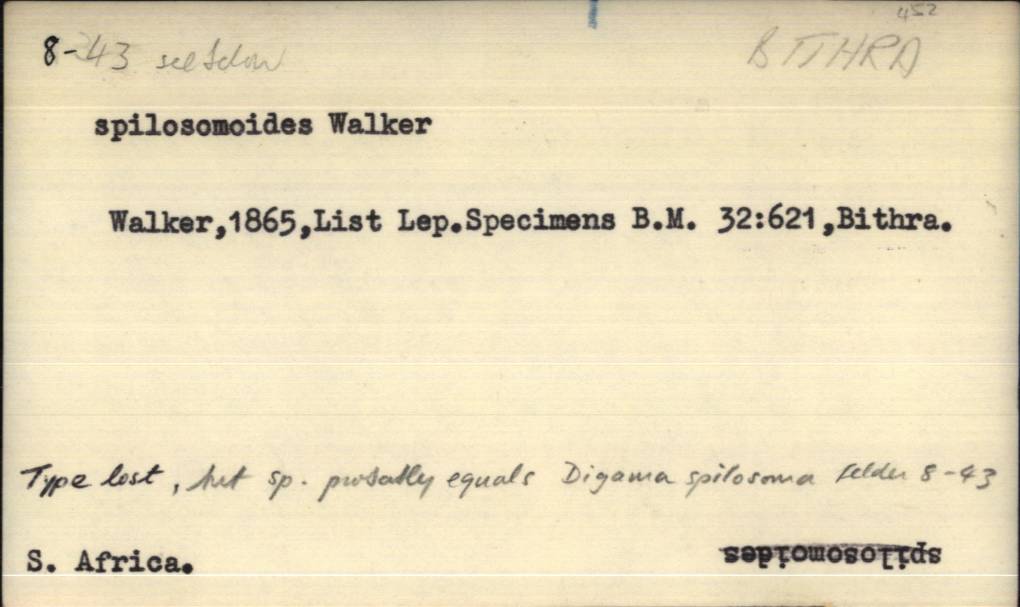 452
8-43 see below
BITHRA
spilosomoides Walker
Walker,1865,List Lep.Specimens B.M. 32:621,Bithra.
Type lost, but sp. probably equals Digama spilosoma Felder 8-43
S. Africa.
spilosomoides